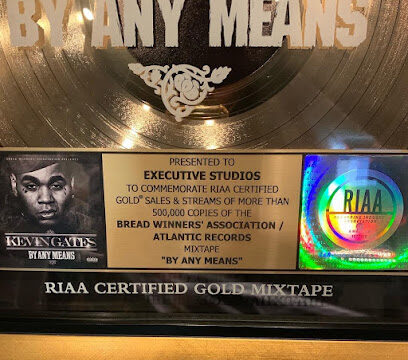 BY ANY MEANS
PRESENTED TO
EXECUTIVE STUDIOS
TO COMMEMORATE RIAA CERTIFIED
GOLD® SALES & STREAMS OF MORE THAN
500,000 COPIES OF THE
BREAD WINNERS' ASSOCIATION /
ATLANTIC RECORDS
MIXTAPE
"BY ANY MEANS"
KEVIN GATES
BY ANY MEANS
RIAA
RIAA CERTIFIED GOLD MIXTAPE